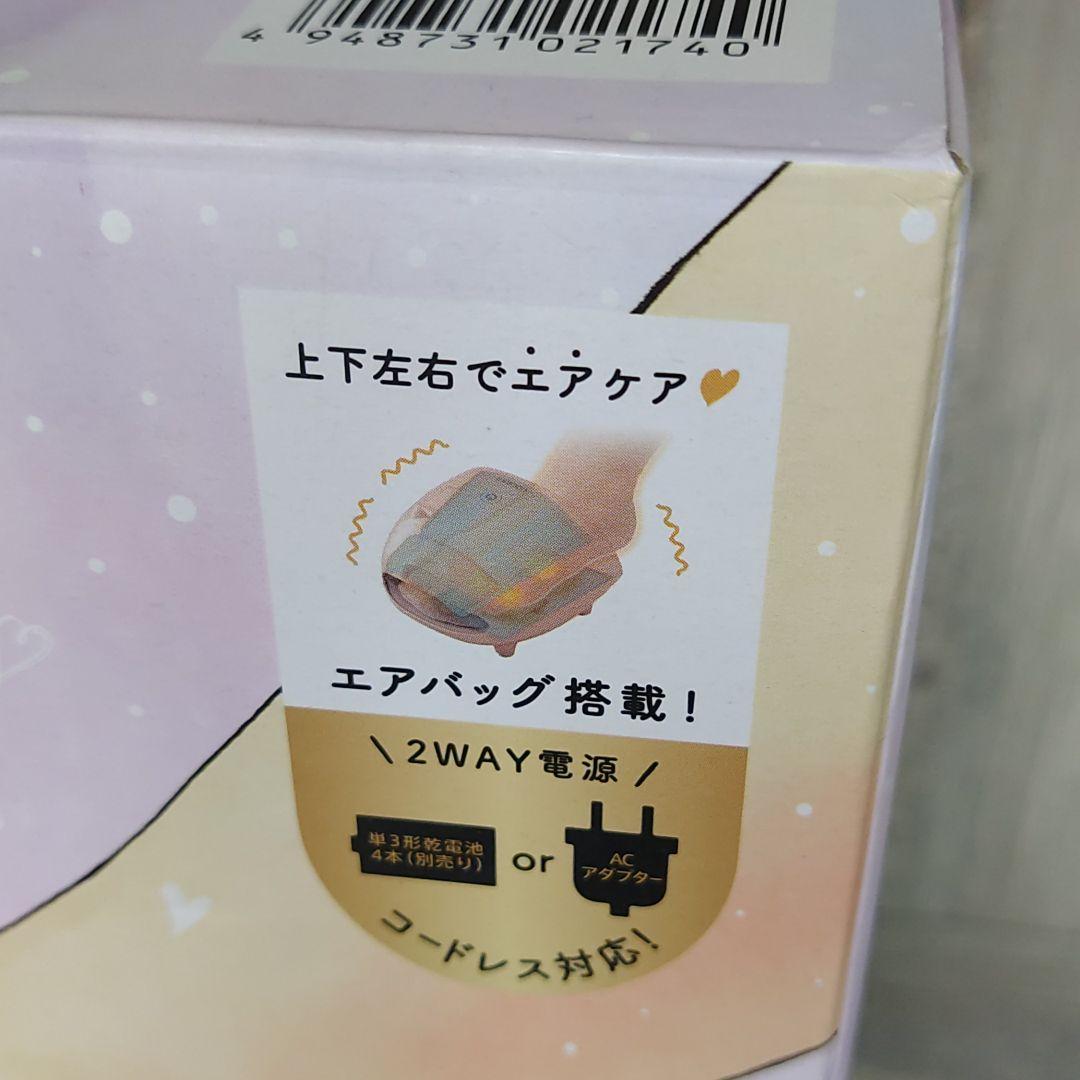 4 948731 021740
上下左右でエアケア
エアバッグ搭載!
\ 2WAY電源 /
単3形乾電池
4本(別売り)
or
AC
アダプター
コードレス対応!